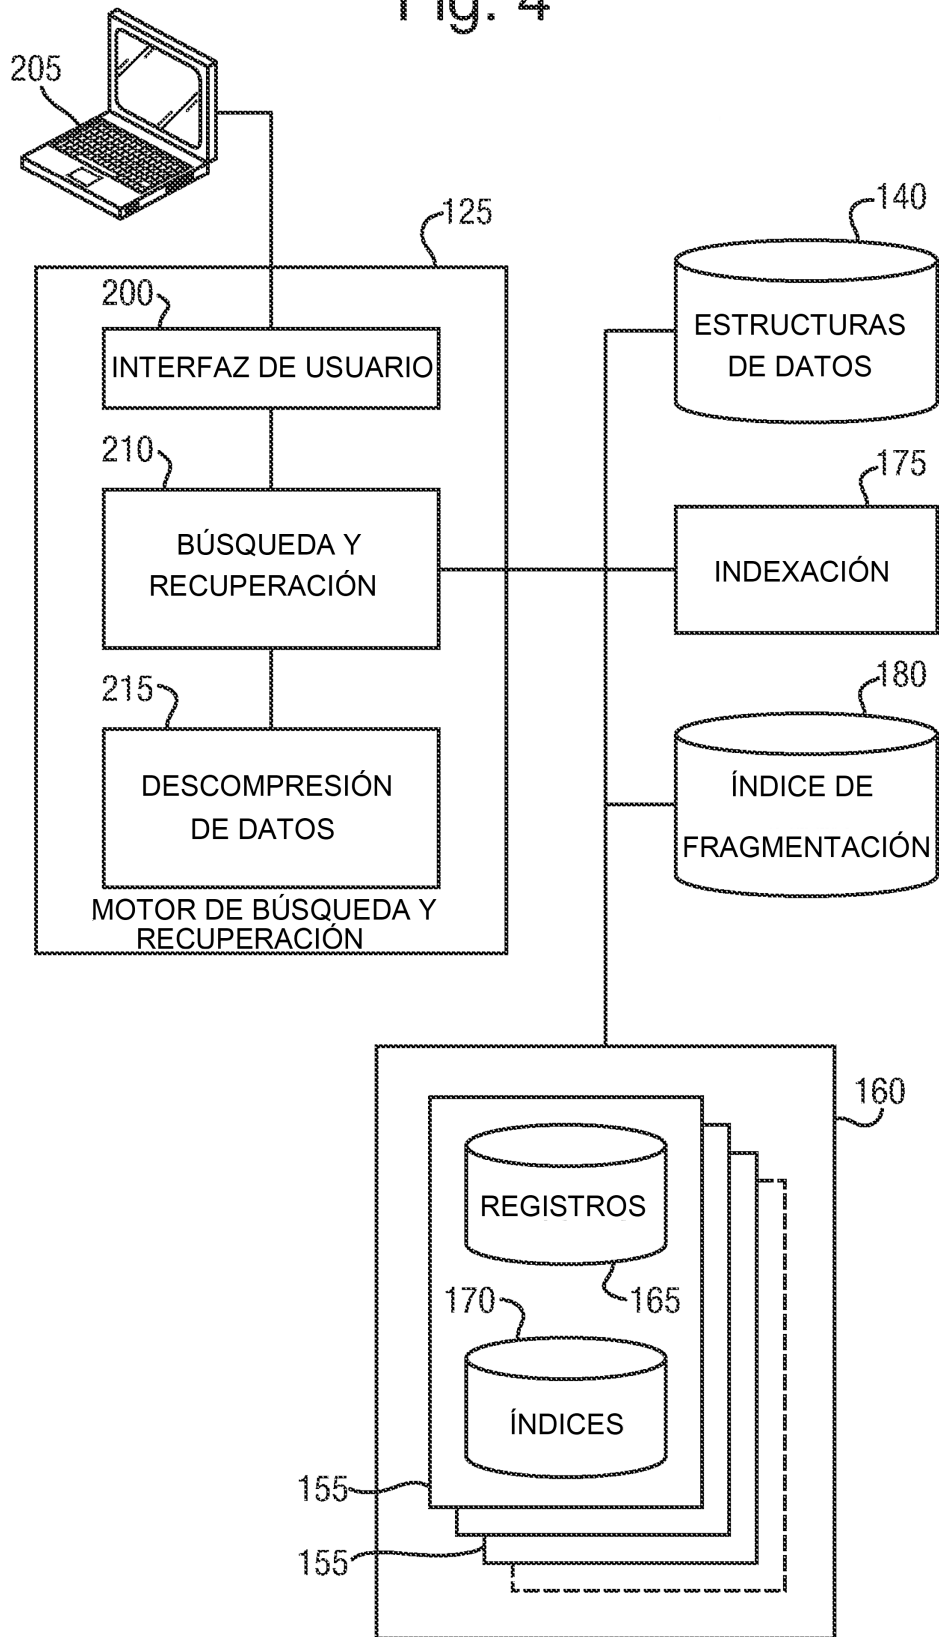 Fig. 4
205
125
140
200
INTERFAZ DE USUARIO
ESTRUCTURAS
DE DATOS
210
175
BÚSQUEDA Y
RECUPERACIÓN
INDEXACIÓN
215
180
DESCOMPRESIÓN
DE DATOS
ÍNDICE DE
FRAGMENTACIÓN
MOTOR DE BÚSQUEDA Y
RECUPERACIÓN
160
REGISTROS
170
165
ÍNDICES
155
155